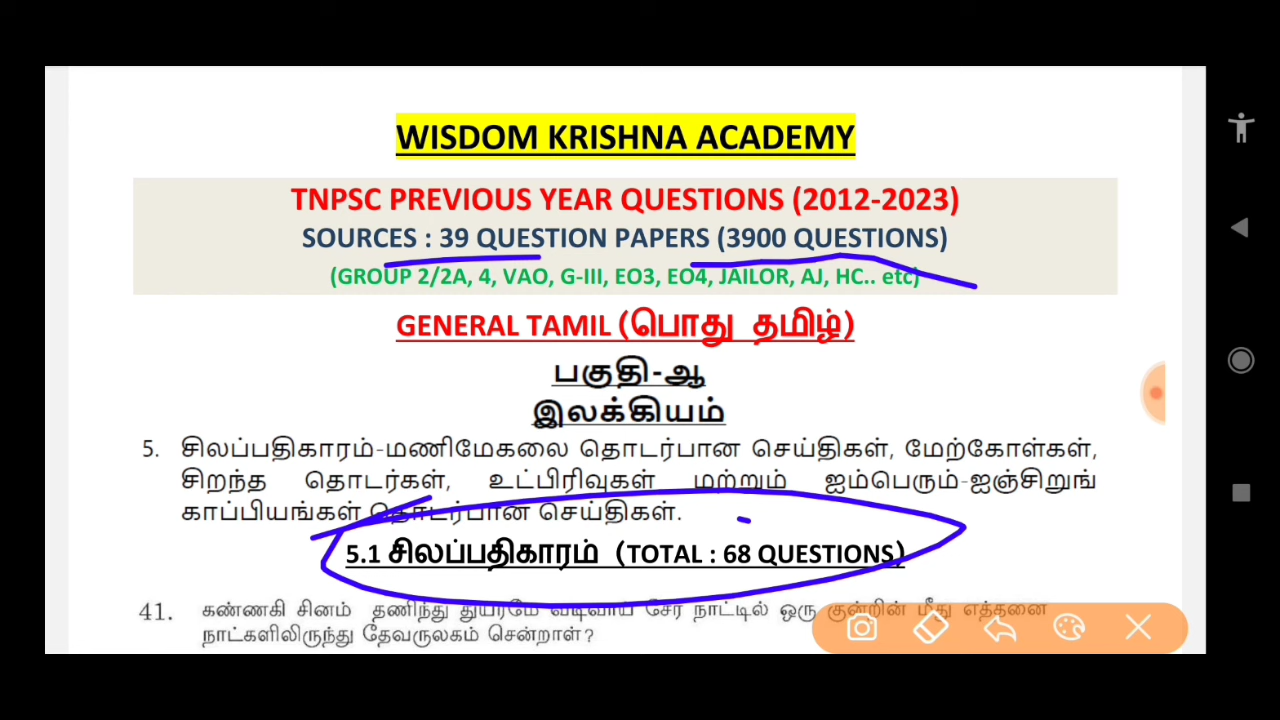 WISDOM KRISHNA ACADEMY
TNPSC PREVIOUS YEAR QUESTIONS (2012-2023)
SOURCES : 39 QUESTION PAPERS (3900 QUESTIONS)
(GROUP 2/2A, 4, VAO, G-III, EO3, EO4, JAILOR, AJ, HC.. etc)
GENERAL TAMIL (பொது தமிழ்)
பகுதி-ஆ
இலக்கியம்
5. சிலப்பதிகாரம்-மணிமேகலை தொடர்பான செய்திகள், மேற்கோள்கள்,
சிறந்த தொடர்கள், உட்பிரிவுகள் மற்றும் ஐம்பெரும்-ஐஞ்சிறுங்
காப்பியங்கள் தொடர்பான செய்திகள்.
5.1 சிலப்பதிகாரம் (TOTAL : 68 QUESTIONS)
41. கண்ணகி சினம் தணிந்து துயரமே வடிவாய் சேர நாட்டில் ஒரு குன்றின் மீது எத்தனை
நாட்களிலிருந்து தேவருலகம் சென்றாள்?